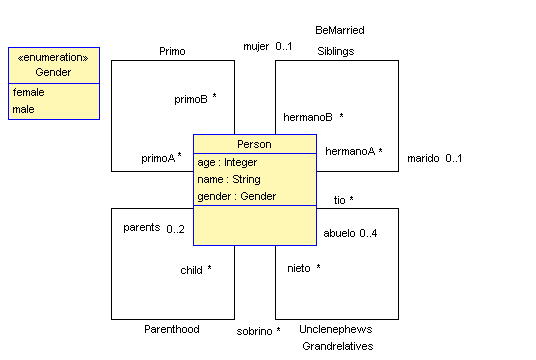 BeMarried
mujer 0..1
Primo
Siblings
«enumeration»
Gender
female
male
primoB *
hermanoB *
Person
primoA *
hermanoA *
marido 0..1
age : Integer
name : String
gender : Gender
tio *
parents 0..2
abuelo 0..4
child *
nieto *
Parenthood
sobrino *
Unclenephews
Grandrelatives